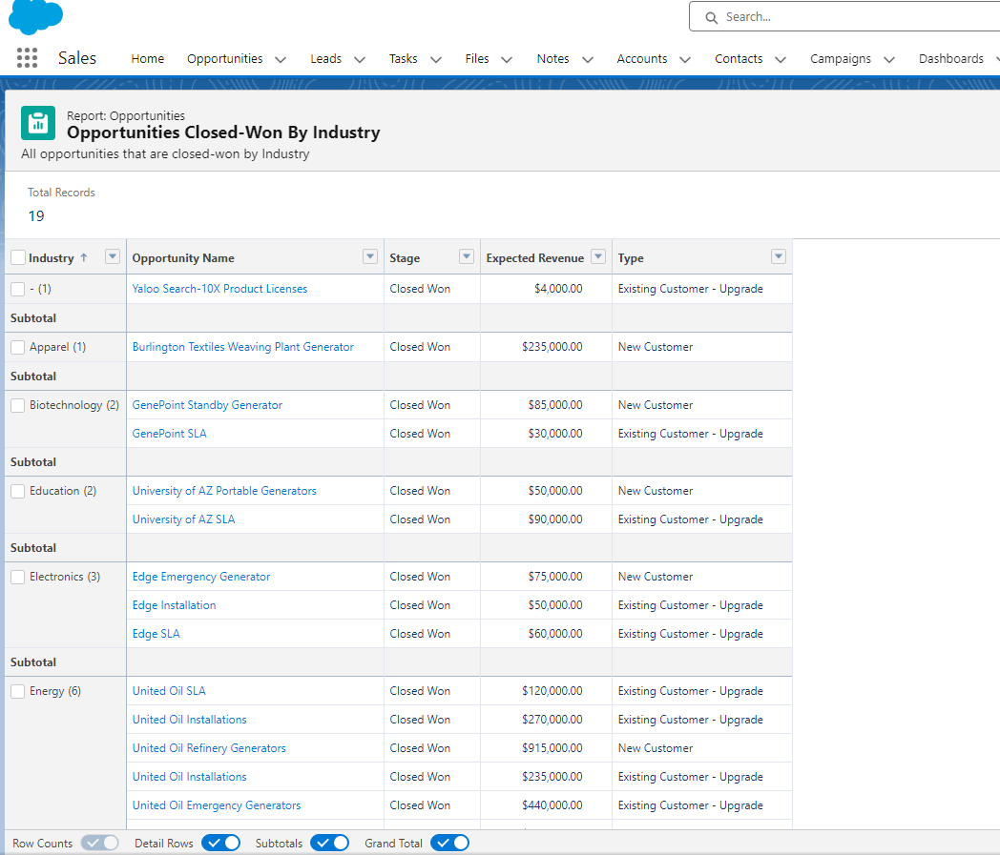 Search...
Sales Home Opportunities Leads Tasks Files Notes Accounts Contacts Campaigns Dashboards
Report: Opportunities
Opportunities Closed-Won By Industry
All opportunities that are closed-won by Industry
Total Records
19
Industry ↑ Opportunity Name Stage Expected Revenue Type
- (1) Yaloo Search-10X Product Licenses Closed Won $4,000.00 Existing Customer - Upgrade
Subtotal
Apparel (1) Burlington Textiles Weaving Plant Generator Closed Won $235,000.00 New Customer
Subtotal
Biotechnology (2) GenePoint Standby Generator Closed Won $85,000.00 New Customer
GenePoint SLA Closed Won $30,000.00 Existing Customer - Upgrade
Subtotal
Education (2) University of AZ Portable Generators Closed Won $50,000.00 New Customer
University of AZ SLA Closed Won $90,000.00 Existing Customer - Upgrade
Subtotal
Electronics (3) Edge Emergency Generator Closed Won $75,000.00 New Customer
Edge Installation Closed Won $50,000.00 Existing Customer - Upgrade
Edge SLA Closed Won $60,000.00 Existing Customer - Upgrade
Subtotal
Energy (6) United Oil SLA Closed Won $120,000.00 Existing Customer - Upgrade
United Oil Installations Closed Won $270,000.00 Existing Customer - Upgrade
United Oil Refinery Generators Closed Won $915,000.00 New Customer
United Oil Installations Closed Won $235,000.00 Existing Customer - Upgrade
United Oil Emergency Generators Closed Won $440,000.00 Existing Customer - Upgrade
Row Counts Detail Rows Subtotals Grand Total